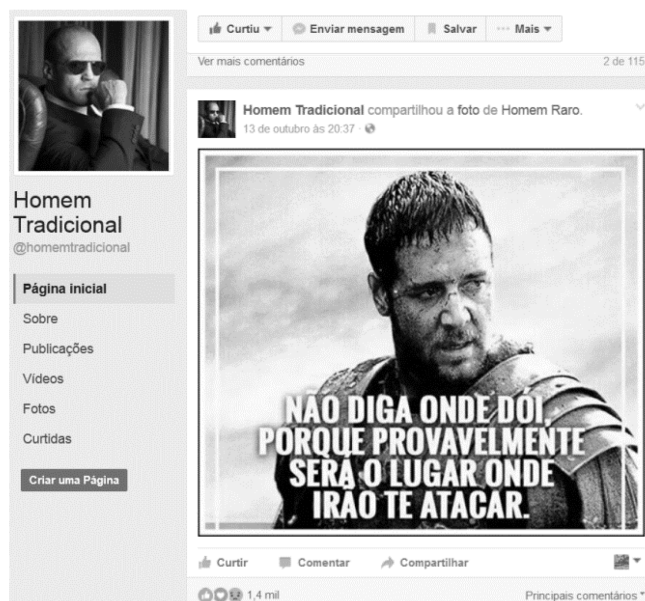 Curtiu
Enviar mensagem
Salvar
Mais
Ver mais comentários
2 de 115
Homem Tradicional compartilhou a foto de Homem Raro.
13 de outubro às 20:37
Homem
Tradicional
@homemtradicional
Página inicial
Sobre
Publicações
Vídeos
Fotos
Curtidas
Criar uma Página
NÃO DIGA ONDE DÓI,
PORQUE PROVAVELMENTE
SERÁ O LUGAR ONDE
IRÃO TE ATACAR.
Curtir
Comentar
Compartilhar
1,4 mil
Principais comentários